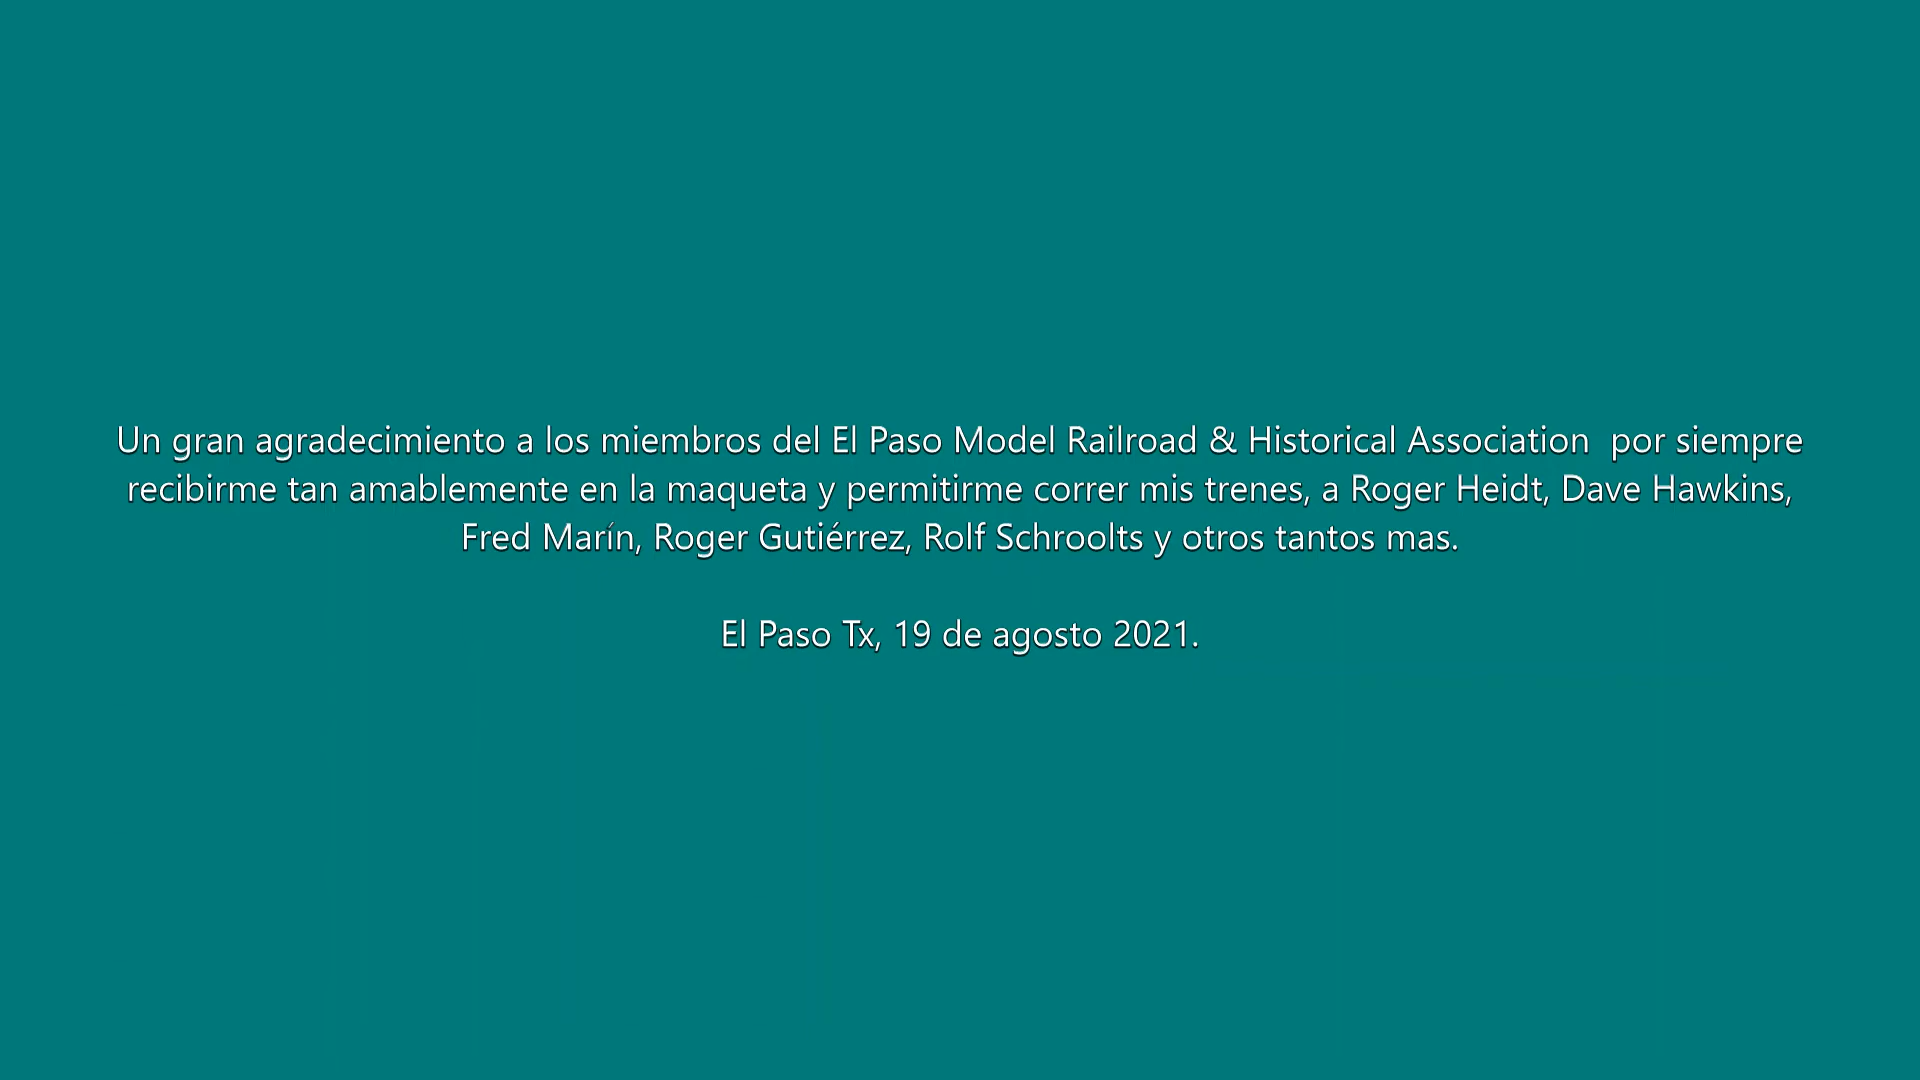 Un gran agradecimiento a los miembros del El Paso Model Railroad & Historical Association  por siempre
recibirme tan amablemente en la maqueta y permitirme correr mis trenes, a Roger Heidt, Dave Hawkins,
Fred Marín, Roger Gutiérrez, Rolf Schroolts y otros tantos mas.
El Paso Tx, 19 de agosto 2021.